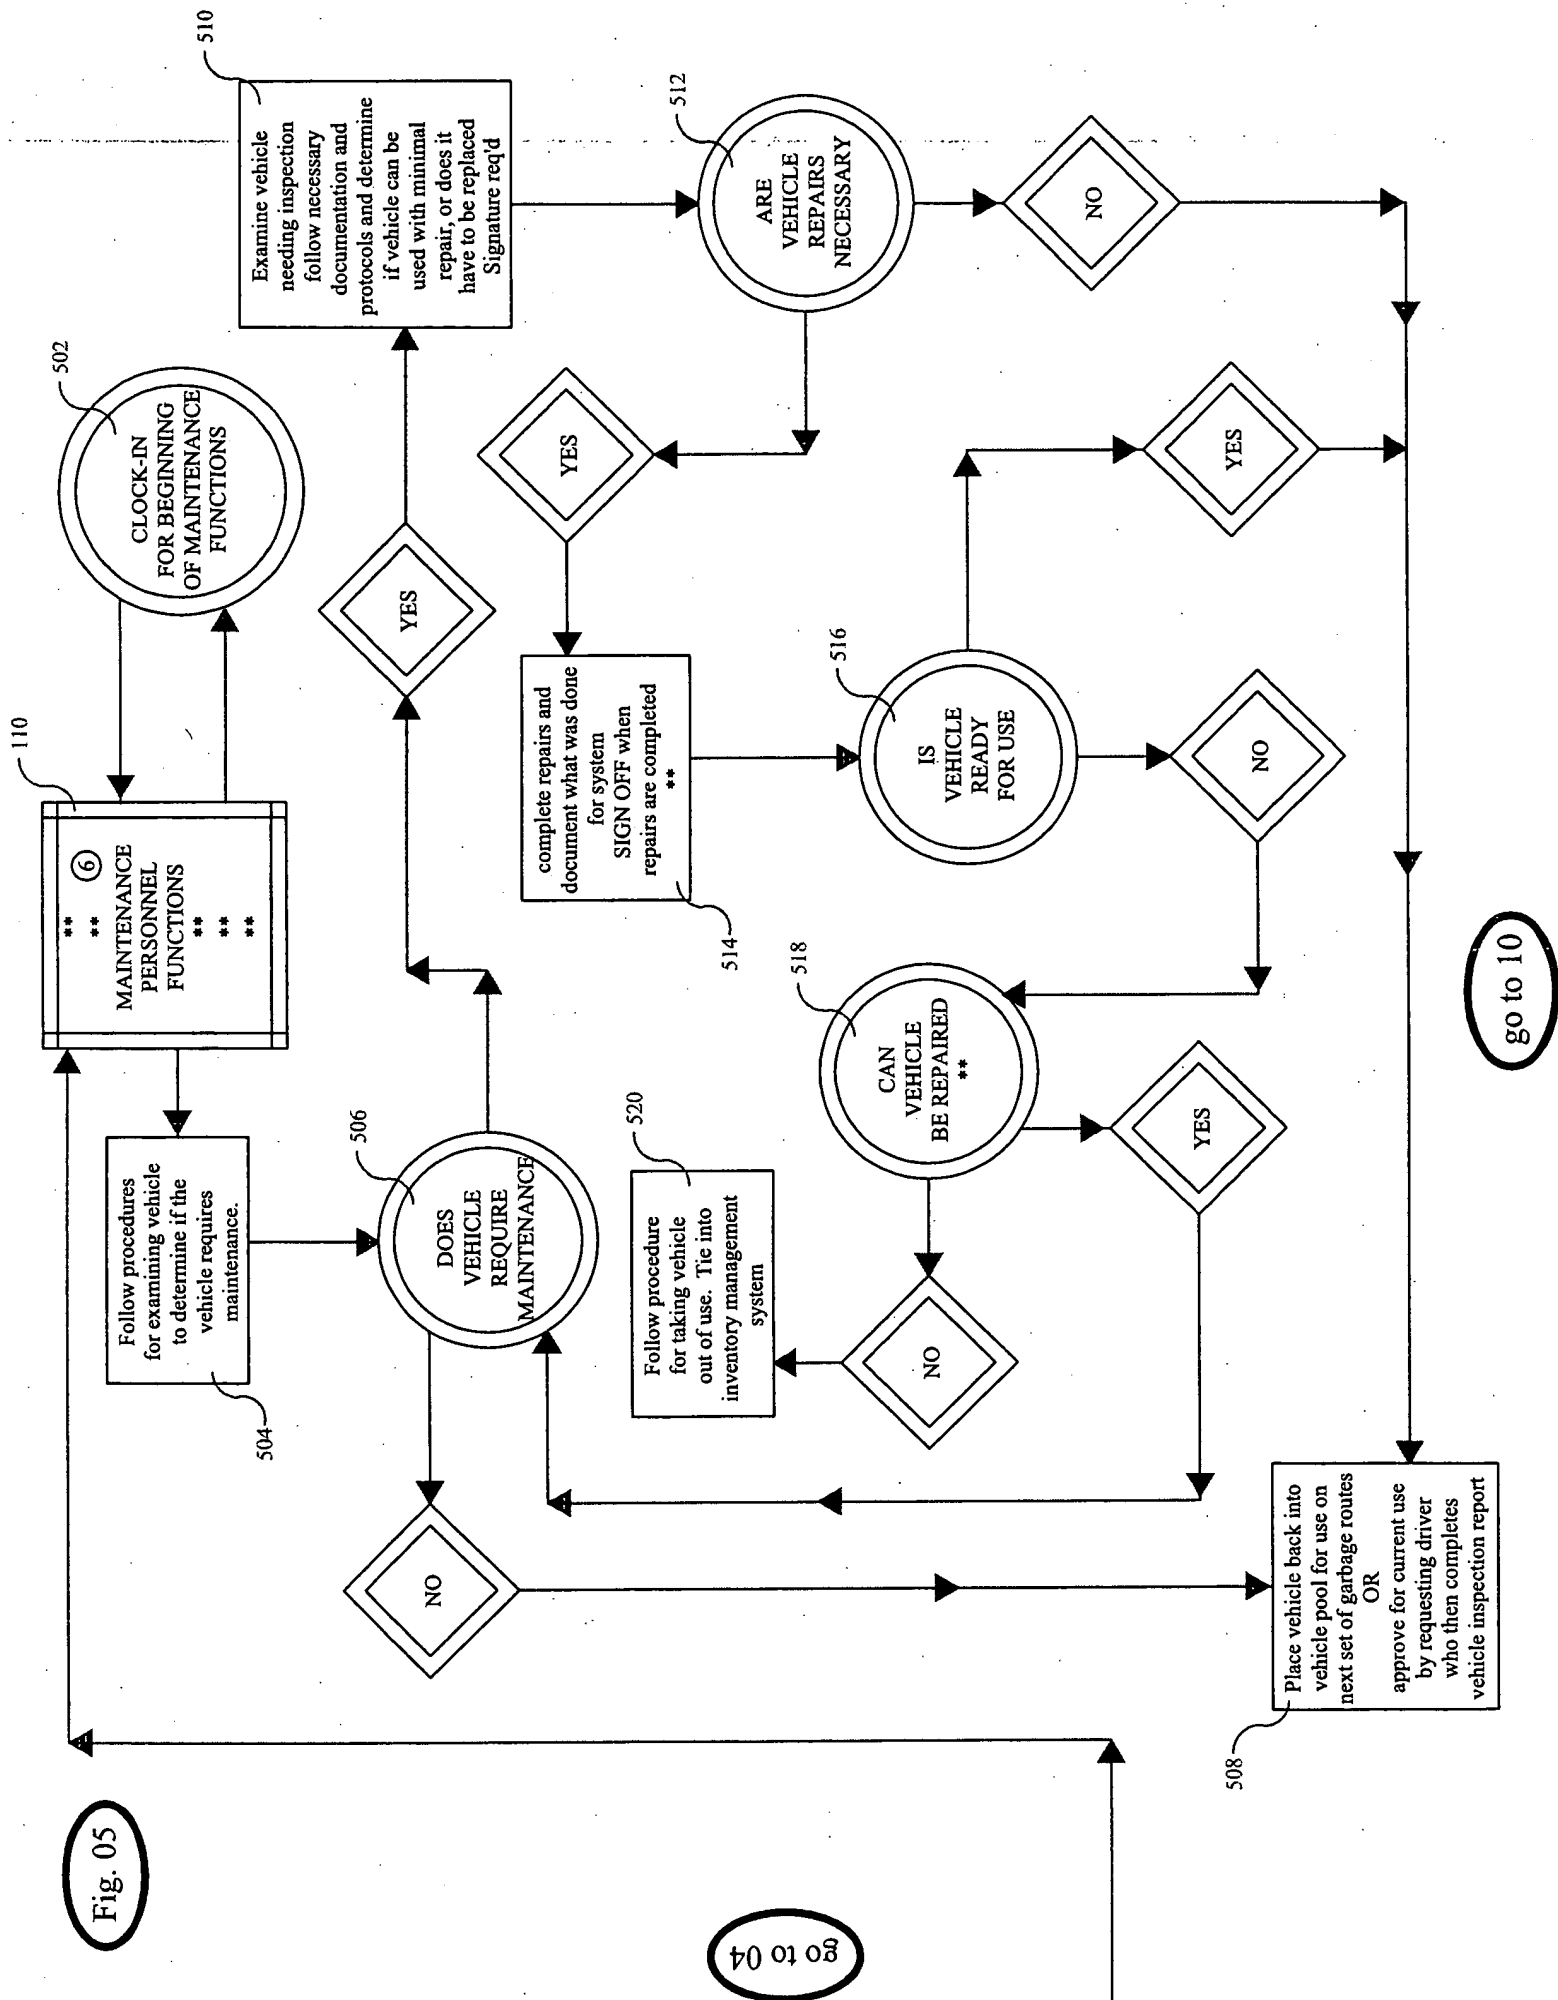 Fig. 05
110
**
** 6
MAINTENANCE
PERSONNEL
FUNCTIONS
**
**
**
502
CLOCK-IN
FOR BEGINNING
OF MAINTENANCE
FUNCTIONS
504
Follow procedures
for examining vehicle
to determine if the
vehicle requires
maintenance.
506
DOES
VEHICLE
REQUIRE
MAINTENANCE
YES
510
Examine vehicle
needing inspection
follow necessary
documentation and
protocols and determine
if vehicle can be
used with minimal
repair, or does it
have to be replaced
Signature req'd
NO
512
ARE
VEHICLE
REPAIRS
NECESSARY
YES
NO
514
complete repairs and
document what was done
for system
SIGN OFF when
repairs are completed
**
516
IS
VEHICLE
READY
FOR USE
YES
NO
518
CAN
VEHICLE
BE REPAIRED
**
YES
NO
520
Follow procedure
for taking vehicle
out of use. Tie into
inventory management
system
508
Place vehicle back into
vehicle pool for use on
next set of garbage routes
OR
approve for current use
by requesting driver
who then completes
vehicle inspection report
go to 04
go to 10